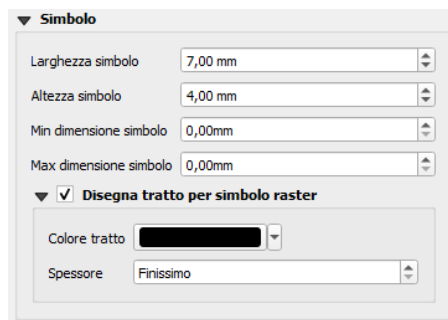 Simbolo
Larghezza simbolo 7,00 mm
Altezza simbolo 4,00 mm
Min dimensione simbolo 0,00mm
Max dimensione simbolo 0,00mm
Disegna tratto per simbolo raster
Colore tratto
Spessore Finissimo